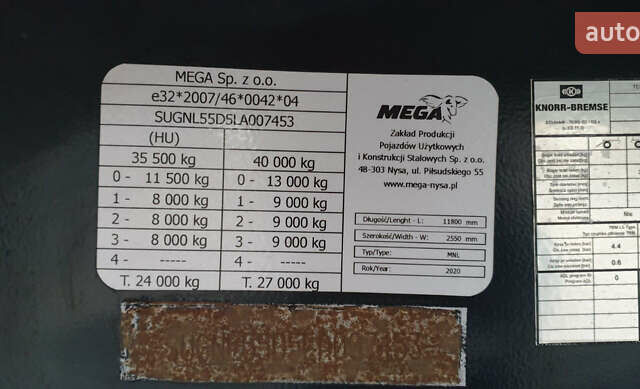 auto
MEGA Sp. z o.o.
e32*2007/46*0042*04
SUGNL55D5LA007453
(HU)
35 500 kg 40 000 kg
0- 11 500 kg 0- 13 000 kg
1- 8 000 kg 1- 9 000 kg
2- 8 000 kg 2- 9 000 kg
3- 8 000 kg 3- 9 000 kg
4- ----- 4- -----
T. 24 000 kg T. 27 000 kg
MEGA
Zakład Produkcji
Pojazdów Użytkowych
i Konstrukcji Stalowych Sp. z o.o.
48-303 Nysa, ul. Piłsudskiego 55
www.mega-nysa.pl
Długość/Lenght - L: 11800 mm
Szerokość/Width - W: 2550 mm
Typ/Type: MNL
Rok/Year: 2020
KNORR-BREMSE
Nie
4.4
0.6
0